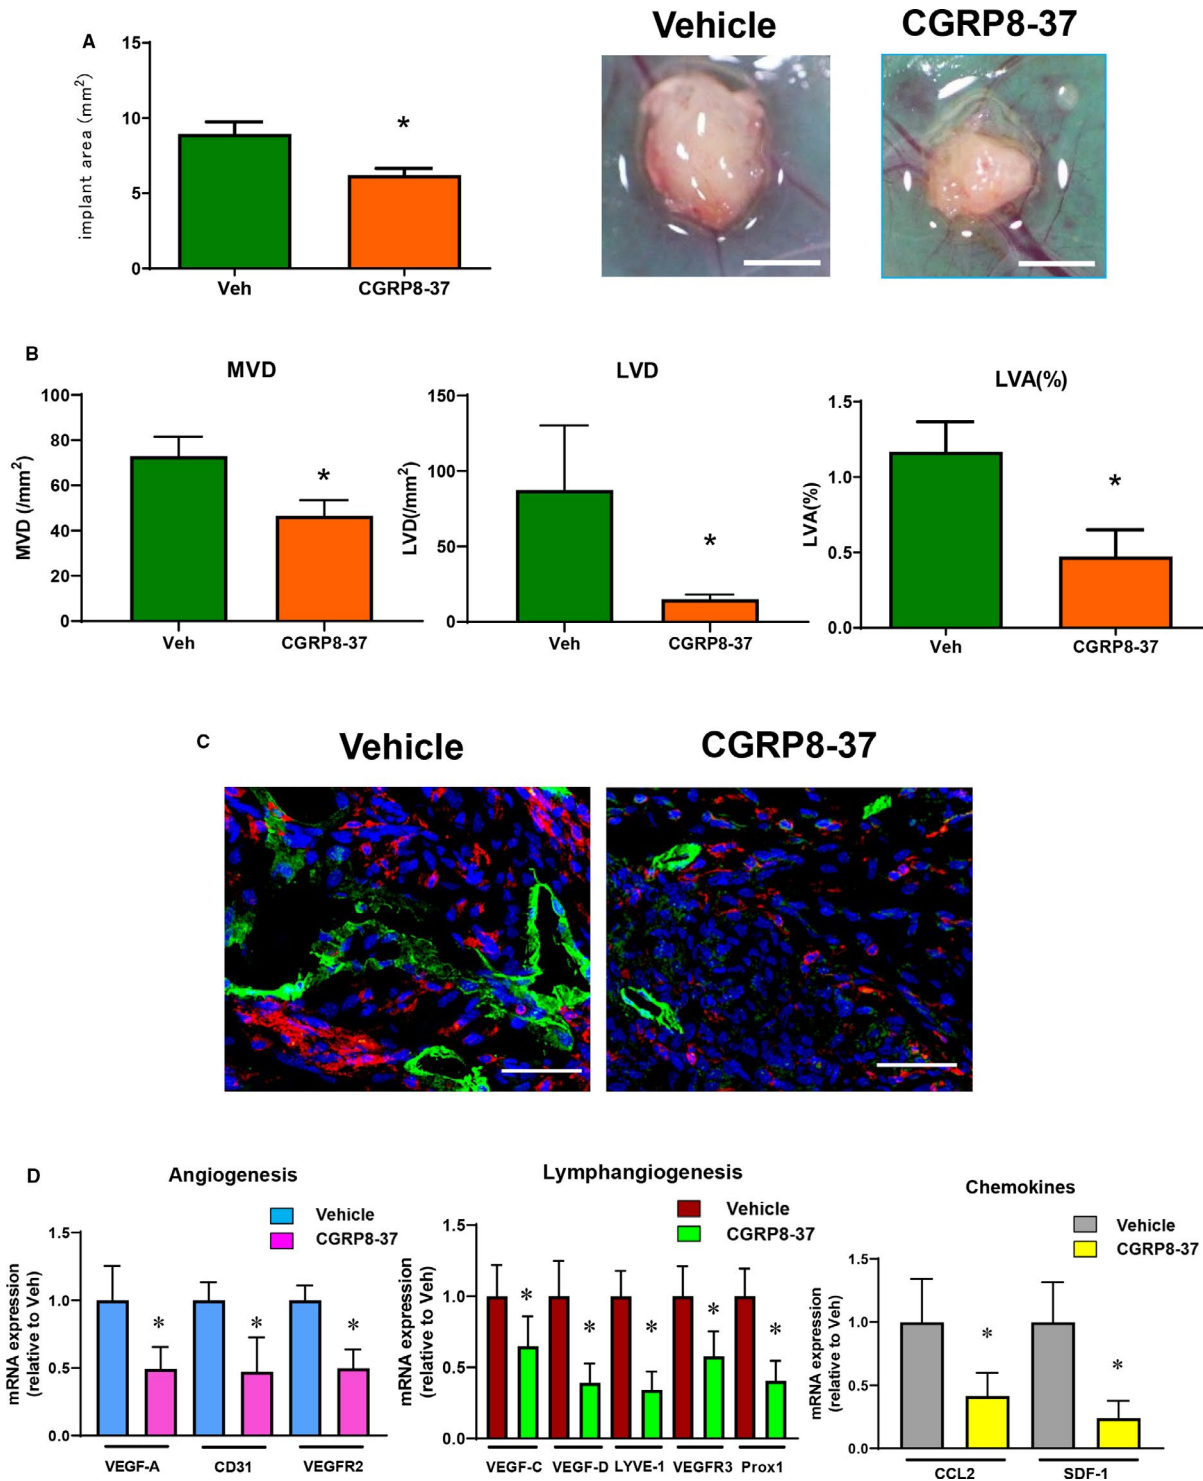 A
Vehicle
CGRP8-37
implant area (mm2)
15
10
5
0
*
Veh
CGRP8-37
B
MVD
MVD (/mm2)
100
80
60
40
20
0
*
Veh
CGRP8-37
LVD
LVD(/mm2)
150
100
50
0
*
Veh
CGRP8-37
LVA(%)
LVA(%)
1.5
1.0
0.5
0.0
*
Veh
CGRP8-37
C
Vehicle
CGRP8-37
D
Angiogenesis
Vehicle
CGRP8-37
mRNA expression
(relative to Veh)
1.5
1.0
0.5
0.0
* * *
VEGF-A CD31 VEGFR2
Lymphangiogenesis
Vehicle
CGRP8-37
mRNA expression
(relative to Veh)
1.5
1.0
0.5
0.0
* * * * *
VEGF-C VEGF-D LYVE-1 VEGFR3 Prox1
Chemokines
Vehicle
CGRP8-37
mRNA expression
(relative to Veh)
1.5
1.0
0.5
0.0
* *
CCL2 SDF-1